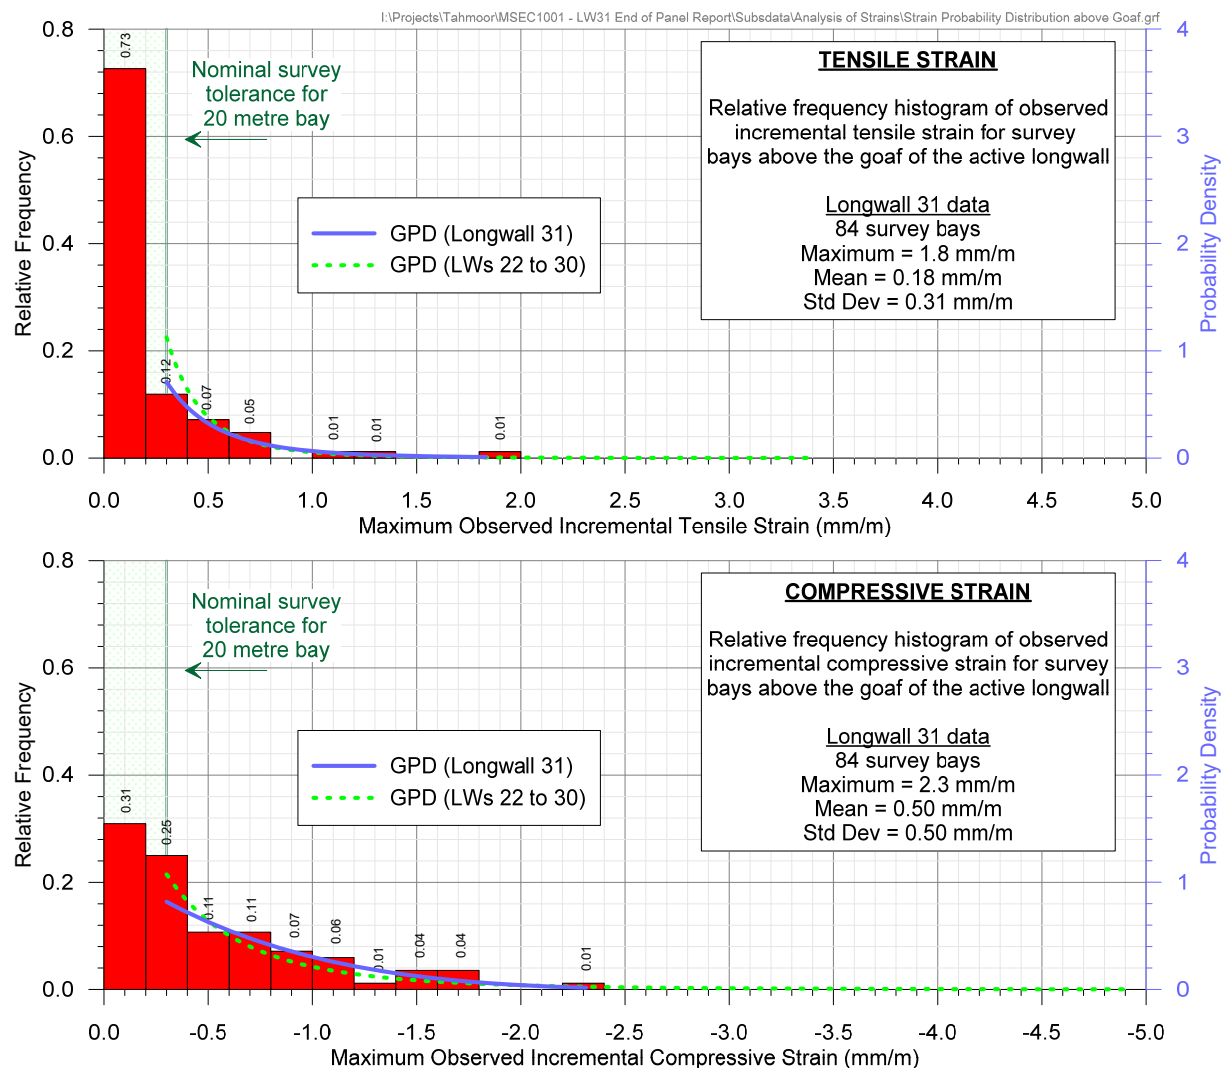 I:\Projects\Tahmoor\MSEC1001 - LW31 End of Panel Report\Subsdata\Analysis of Strains\Strain Probability Distribution above Goaf.grf
0.8
0.6
0.4
0.2
0.0
Relative Frequency
0.73
0.12
0.07
0.05
0.01
0.01
0.01
Nominal survey
tolerance for
20 metre bay
GPD (Longwall 31)
GPD (LWs 22 to 30)
TENSILE STRAIN
Relative frequency histogram of observed
incremental tensile strain for survey
bays above the goaf of the active longwall
Longwall 31 data
84 survey bays
Maximum = 1.8 mm/m
Mean = 0.18 mm/m
Std Dev = 0.31 mm/m
4
3
2
1
0
Probability Density
0.0 0.5 1.0 1.5 2.0 2.5 3.0 3.5 4.0 4.5 5.0
Maximum Observed Incremental Tensile Strain (mm/m)
0.8
0.6
0.4
0.2
0.0
Relative Frequency
0.31
0.25
0.11
0.11
0.07
0.06
0.01
0.04
0.04
0.01
Nominal survey
tolerance for
20 metre bay
GPD (Longwall 31)
GPD (LWs 22 to 30)
COMPRESSIVE STRAIN
Relative frequency histogram of observed
incremental compressive strain for survey
bays above the goaf of the active longwall
Longwall 31 data
84 survey bays
Maximum = 2.3 mm/m
Mean = 0.50 mm/m
Std Dev = 0.50 mm/m
4
3
2
1
0
Probability Density
0.0 -0.5 -1.0 -1.5 -2.0 -2.5 -3.0 -3.5 -4.0 -4.5 -5.0
Maximum Observed Incremental Compressive Strain (mm/m)